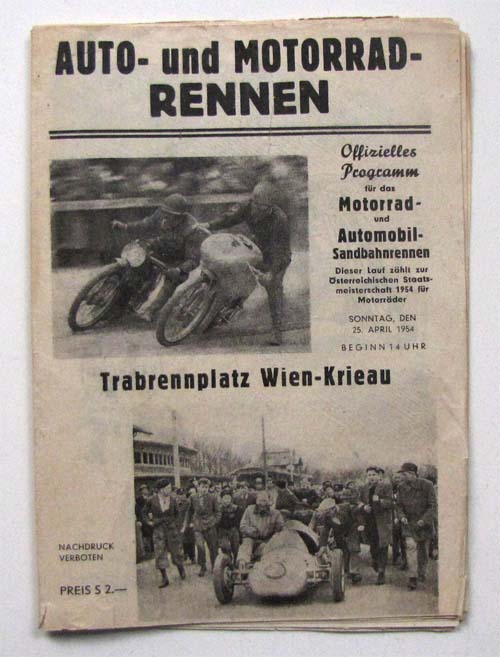 AUTO- und MOTORRAD-
RENNEN
Offizielles
Programm
für das
Motorrad-
und
Automobil-
Sandbahnrennen
Dieser Lauf zählt zur
Österreichischen Staats-
meisterschaft 1954 für
Motorräder
SONNTAG, DEN
25. APRIL 1954
BEGINN 14 UHR
Trabrennplatz Wien-Krieau
NACHDRUCK
VERBOTEN
PREIS S 2.—